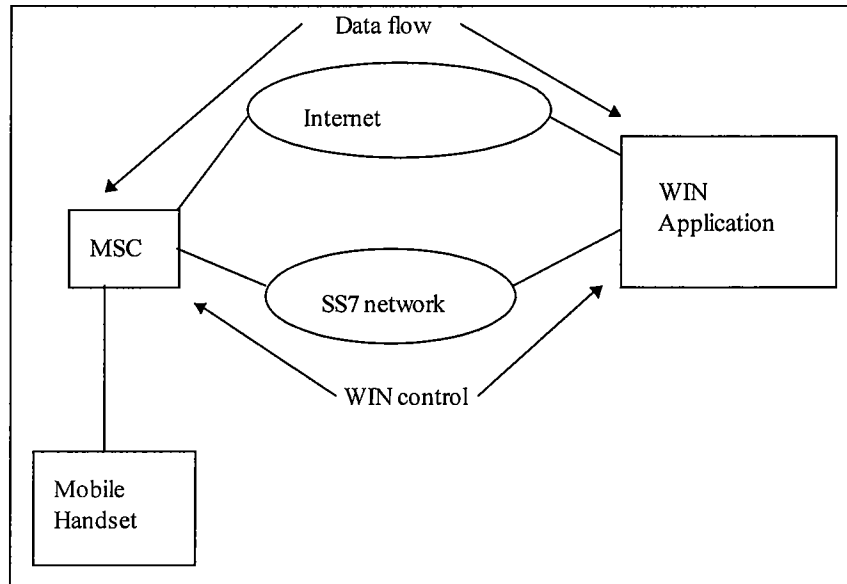 Data flow
Internet
WIN
Application
MSC
SS7 network
WIN control
Mobile
Handset